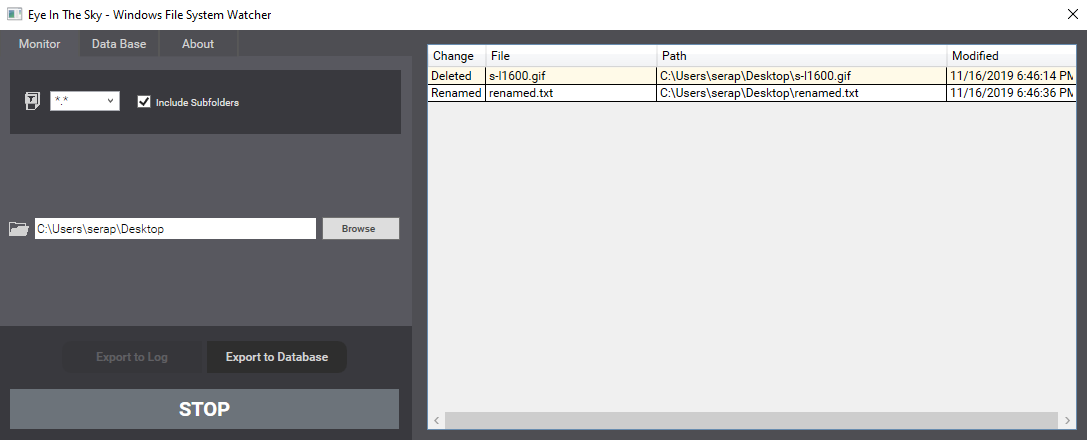 Eye In The Sky - Windows File System Watcher
Monitor Data Base About
*.* Include Subfolders
C:\Users\serap\Desktop Browse
Export to Log Export to Database
STOP
Change File Path Modified
Deleted s-l1600.gif C:\Users\serap\Desktop\s-l1600.gif 11/16/2019 6:46:14 PM
Renamed renamed.txt C:\Users\serap\Desktop\renamed.txt 11/16/2019 6:46:36 PM